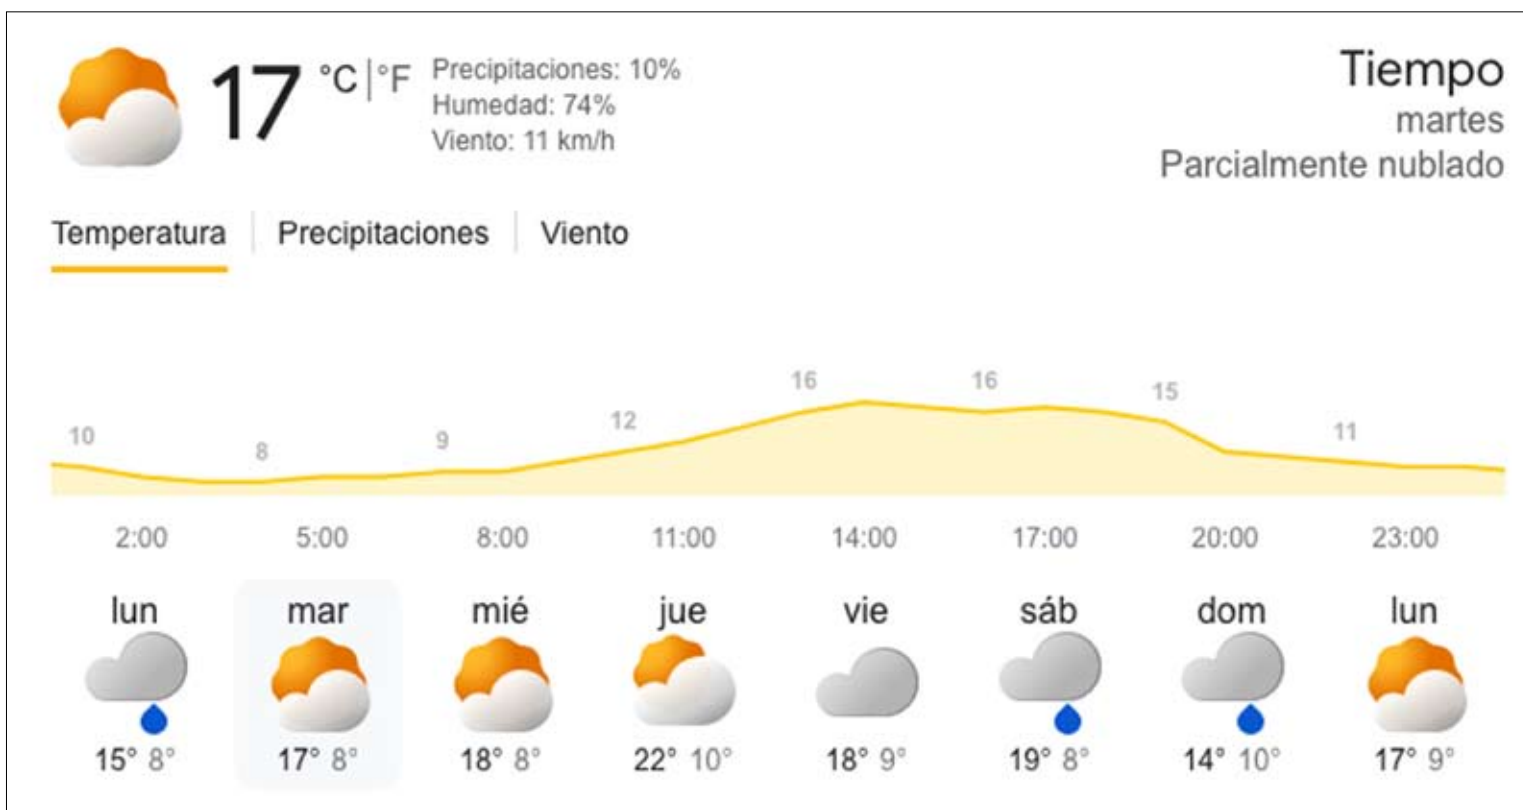 17 °C|°F
Precipitaciones: 10%
Humedad: 74%
Viento: 11 km/h
Tiempo
martes
Parcialmente nublado
Temperatura Precipitaciones Viento
10 8 9 12 16 16 15 11
2:00 5:00 8:00 11:00 14:00 17:00 20:00 23:00
lun mar mié jue vie sáb dom lun
15° 8° 17° 8° 18° 8° 22° 10° 18° 9° 19° 8° 14° 10° 17° 9°